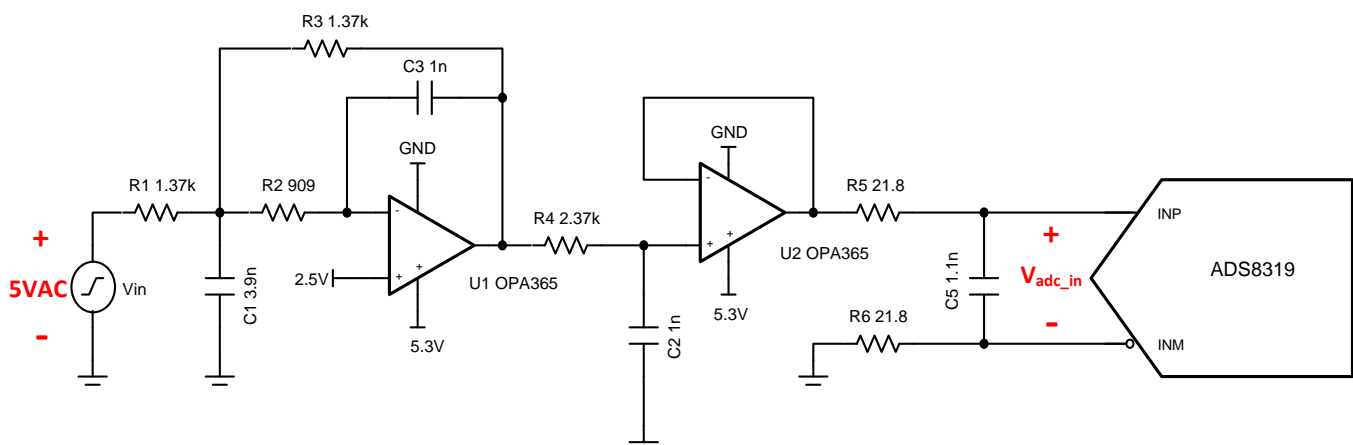 R3 1.37k
C3 1n
GND
GND
R1 1.37k
R2 909
R4 2.37k
R5 21.8
-
+
+
-
+
+
INP
+
5VAC
-
Vin
C1 3.9n
2.5V
U1 OPA365
U2 OPA365
C5 1.1n
+
Vadc_in
-
ADS8319
5.3V
5.3V
C2 1n
R6 21.8
INM